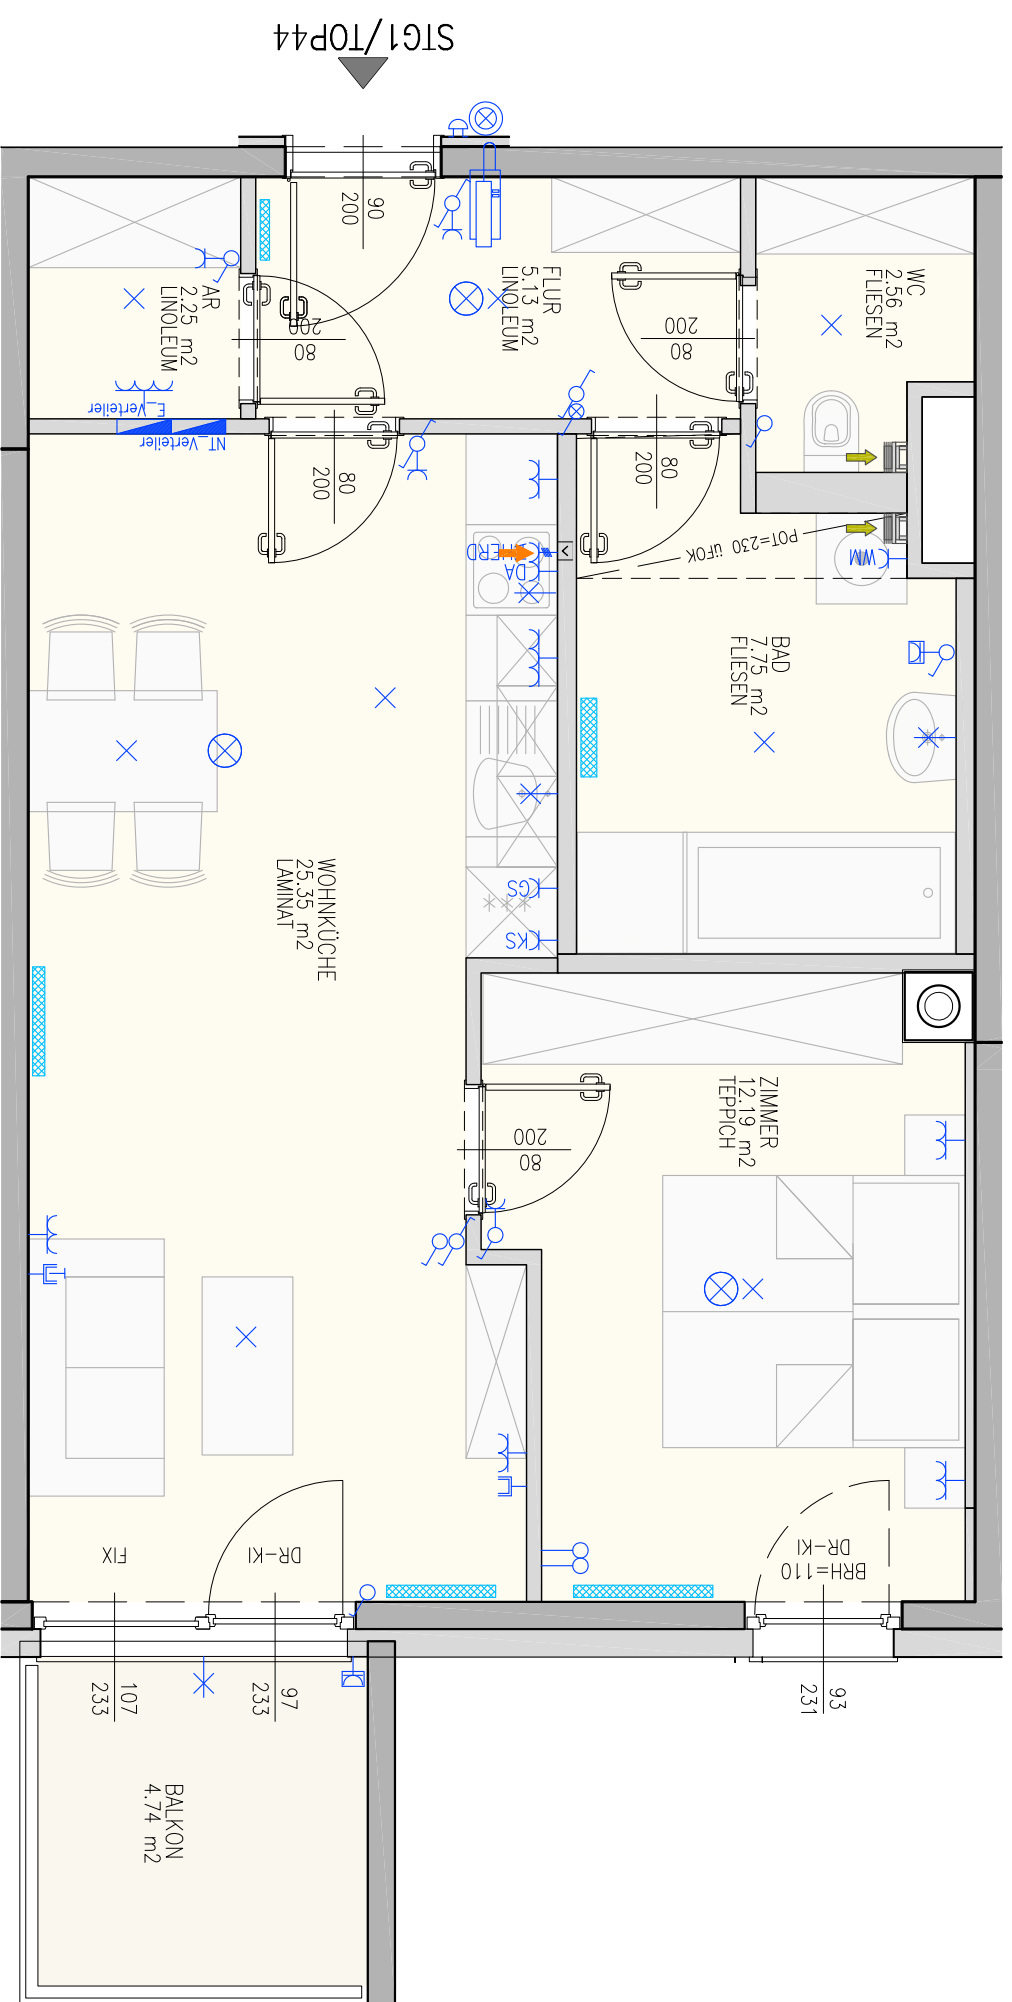 STG1/TOP44
90
200
AR
2.25 m2
LINOLEUM
80
200
FLUR
5.13 m2
LINOLEUM
80
200
WC
2.56 m2
FLIESEN
E_Verteiler
NT_Verteiler
80
200
80
200
POT=230 üFOK
HERD
DA
WM
BAD
7.75 m2
FLIESEN
WOHNKÜCHE
25.35 m2
LAMINAT
GS
KS
ZIMMER
12.19 m2
TEPPICH
80
200
FIX
DR-KI
DR-KI
BRH=110
107
233
97
233
93
231
BALKON
4.74 m2